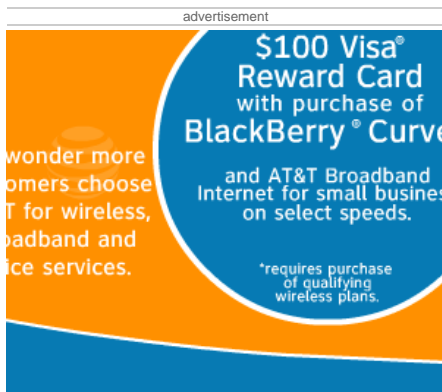 advertisement
$100 Visa®
Reward Card
with purchase of
BlackBerry® Curve
and AT&T Broadband
Internet for small busines
on select speeds.
*requires purchase
of qualifying
wireless plans.
wonder more
omers choose
T for wireless,
oadband and
ice services.